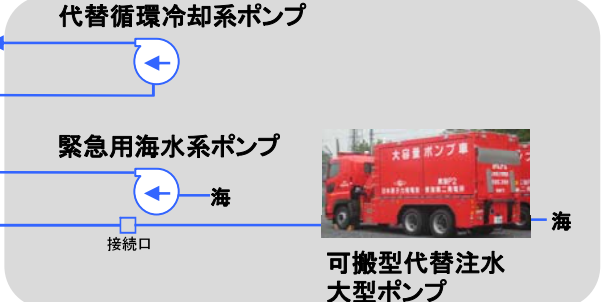 代替循環冷却系ポンプ
緊急用海水系ポンプ
海
接続口
大容量ポンプ車
海
可搬型代替注水
大型ポンプ